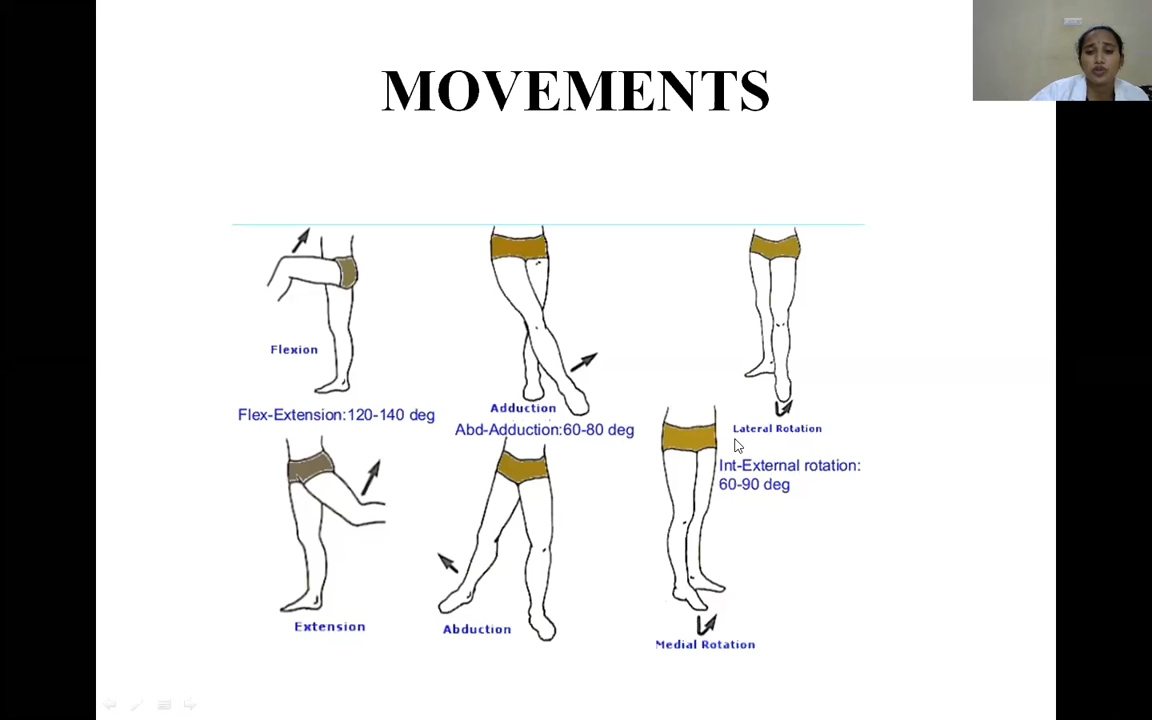 MOVEMENTS
Flexion
Flex-Extension:120-140 deg
Adduction
Abd-Adduction:60-80 deg
Lateral Rotation
Int-External rotation:
60-90 deg
Extension
Abduction
Medial Rotation